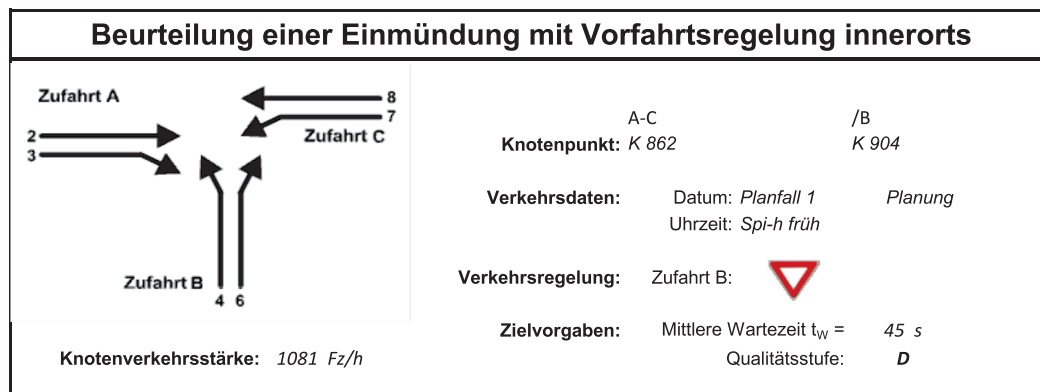 Beurteilung einer Einmündung mit Vorfahrtsregelung innerorts
Zufahrt A
8
7
2
Zufahrt C
3
Zufahrt B
4 6
Knotenverkehrsstärke: 1081 Fz/h
A-C /B
Knotenpunkt: K 862 K 904
Verkehrsdaten: Datum: Planfall 1 Planung
Uhrzeit: Spi-h früh
Verkehrsregelung: Zufahrt B:
Zielvorgaben: Mittlere Wartezeit tW = 45 s
Qualitätsstufe: D